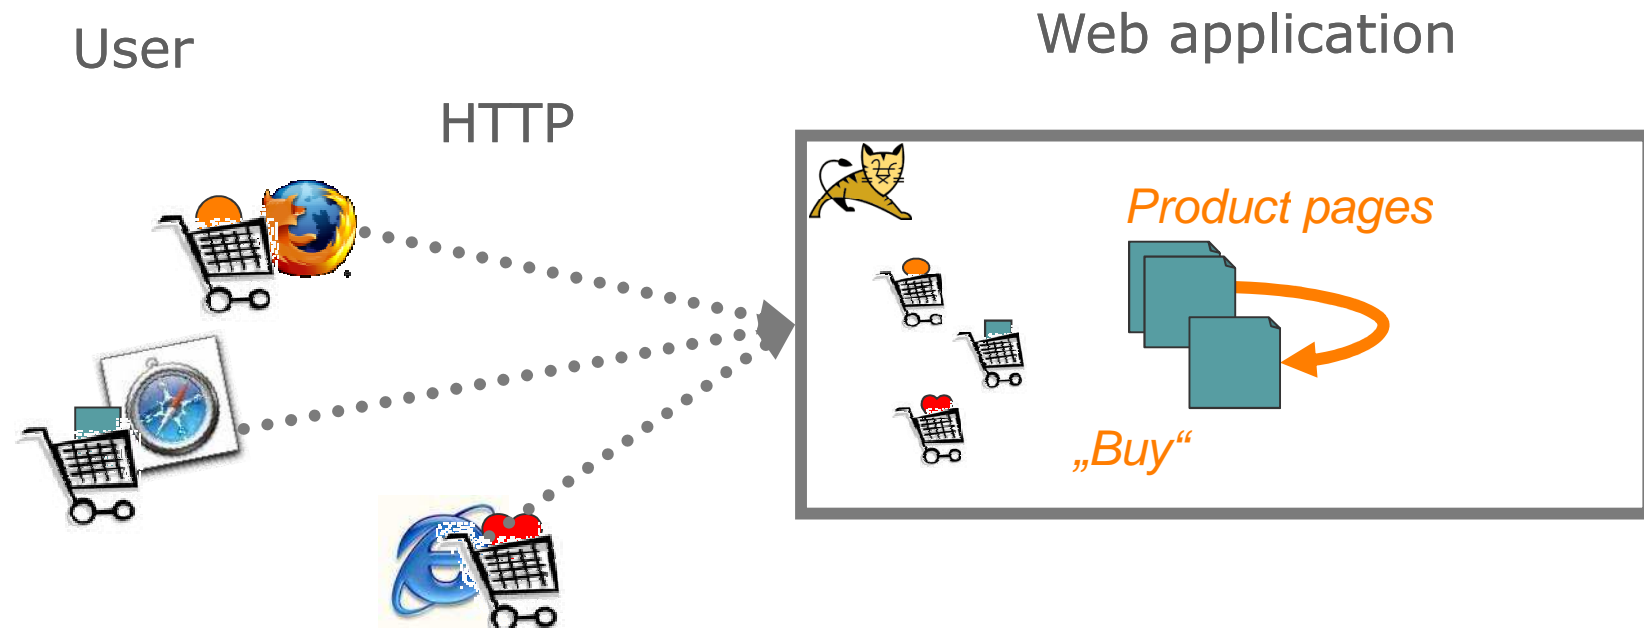 User
Web application
HTTP
Product pages
„Buy“